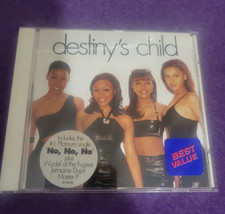 destiny's child
Includes the
#1 Platinum single
"No, No, No"
plus
Wyclef of the Fugees
Jermaine Dupri
Master P
BEST
VALUE